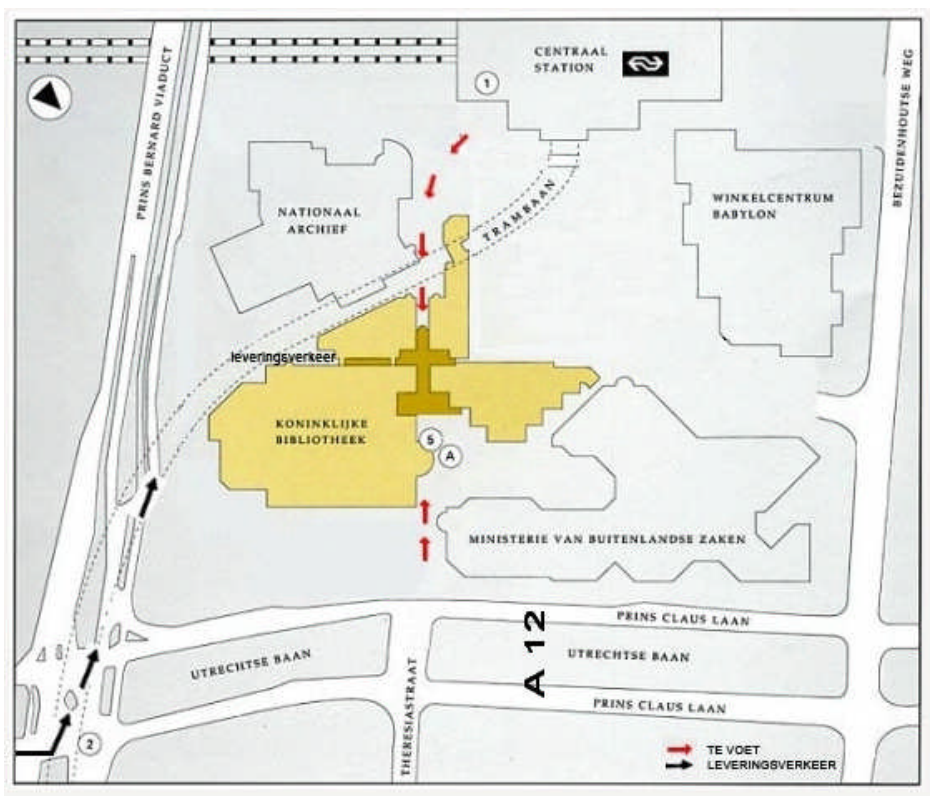 CENTRAAL
STATION
1
PRINS BERNARD VIADUCT
BEZUIDENHOUTSE WEG
NATIONAAL
ARCHIEF
TRAMBAAN
WINKELCENTRUM
BABYLON
leveringsverkeer
KONINKLIJKE
BIBLIOTHEEK
5
A
MINISTERIE VAN BUITENLANDSE ZAKEN
PRINS CLAUS LAAN
UTRECHTSE BAAN
A 12
UTRECHTSE BAAN
PRINS CLAUS LAAN
THERESIASTRAAT
2
TE VOET
LEVERINGSVERKEER